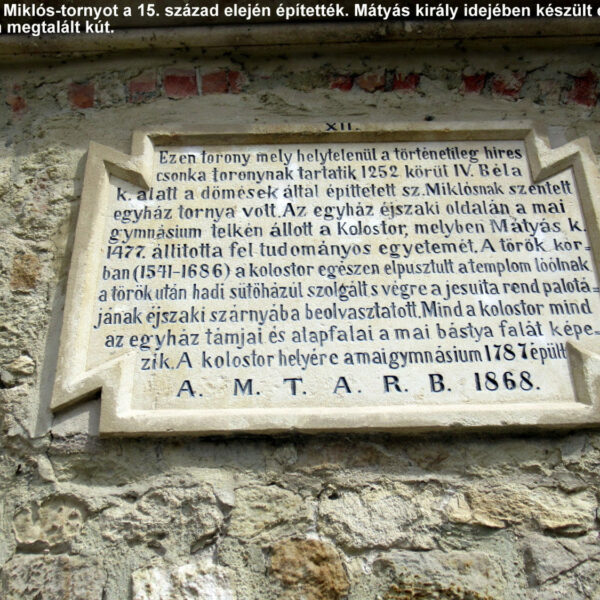 Miklós-tornyot a 15. század elején építették. Mátyás király idejében készült
megtalált kút.
XII.
Ezen torony mely helytelenül a történetileg híres
csonka toronynak tartatik 1252 körül IV. Béla
k. alatt a dömések által építtetett sz. Miklósnak szentelt
egyház tornya volt. Az egyház éjszaki oldalán a mai
gymnásium telkén állott a Kolostor, melyben Mátyás k.
1477. állította fel tudományos egyetemét. A török kor-
ban (1541-1686) a kolostor egészen elpusztult a templom
a török után hadi sütőházúl szolgált s végre a jesuita rend palotá-
jának éjszaki szárnyába beolvasztatott. Mind a kolostor mind
az egyház támjai és alapfalai a mai bástya falát képe-
zik. A kolostor helyére a mai gymnásium 1787 épült
A. M. T. A. R. B. 1868.